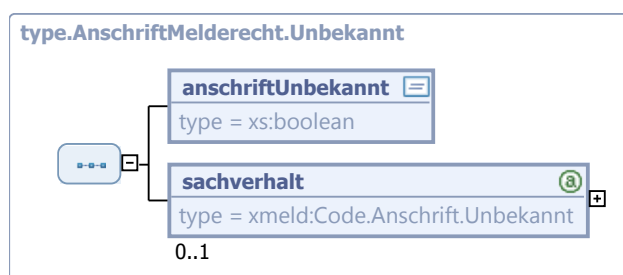 type.AnschriftMelderecht.Unbekannt
anschriftUnbekannt
type = xs:boolean
sachverhalt
type = xmeld:Code.Anschrift.Unbekannt
0..1